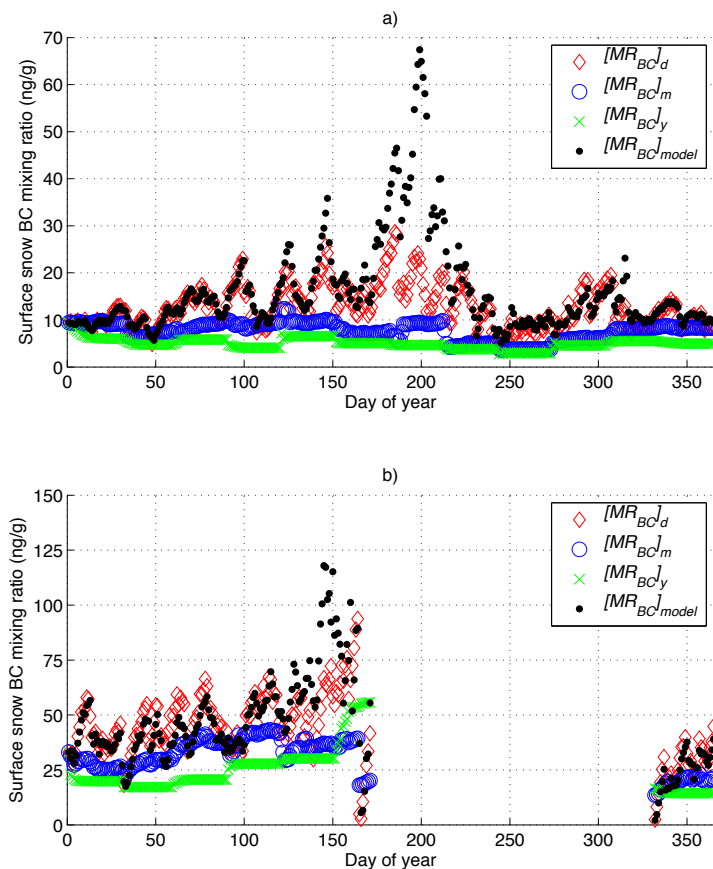 a)
Surface snow BC mixing ratio (ng/g)
70
60
50
40
30
20
10
0
[MR_BC]_d
[MR_BC]_m
[MR_BC]_y
[MR_BC]_model
0 50 100 150 200 250 300 350
Day of year
b)
Surface snow BC mixing ratio (ng/g)
150
125
100
75
50
25
0
[MR_BC]_d
[MR_BC]_m
[MR_BC]_y
[MR_BC]_model
0 50 100 150 200 250 300 350
Day of year